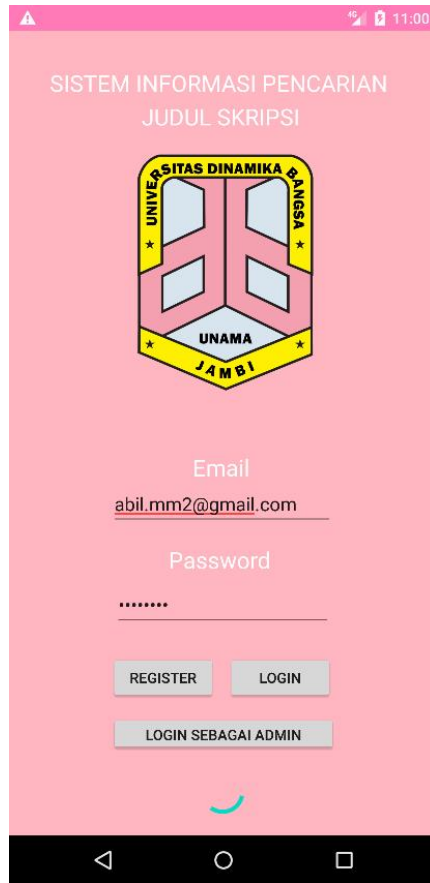 4G 11:00
SISTEM INFORMASI PENCARIAN
JUDUL SKRIPSI
UNIVERSITAS DINAMIKA BANGSA
UNAMA
JAMBI
Email
abil.mm2@gmail.com
Password
••••••••
REGISTER LOGIN
LOGIN SEBAGAI ADMIN